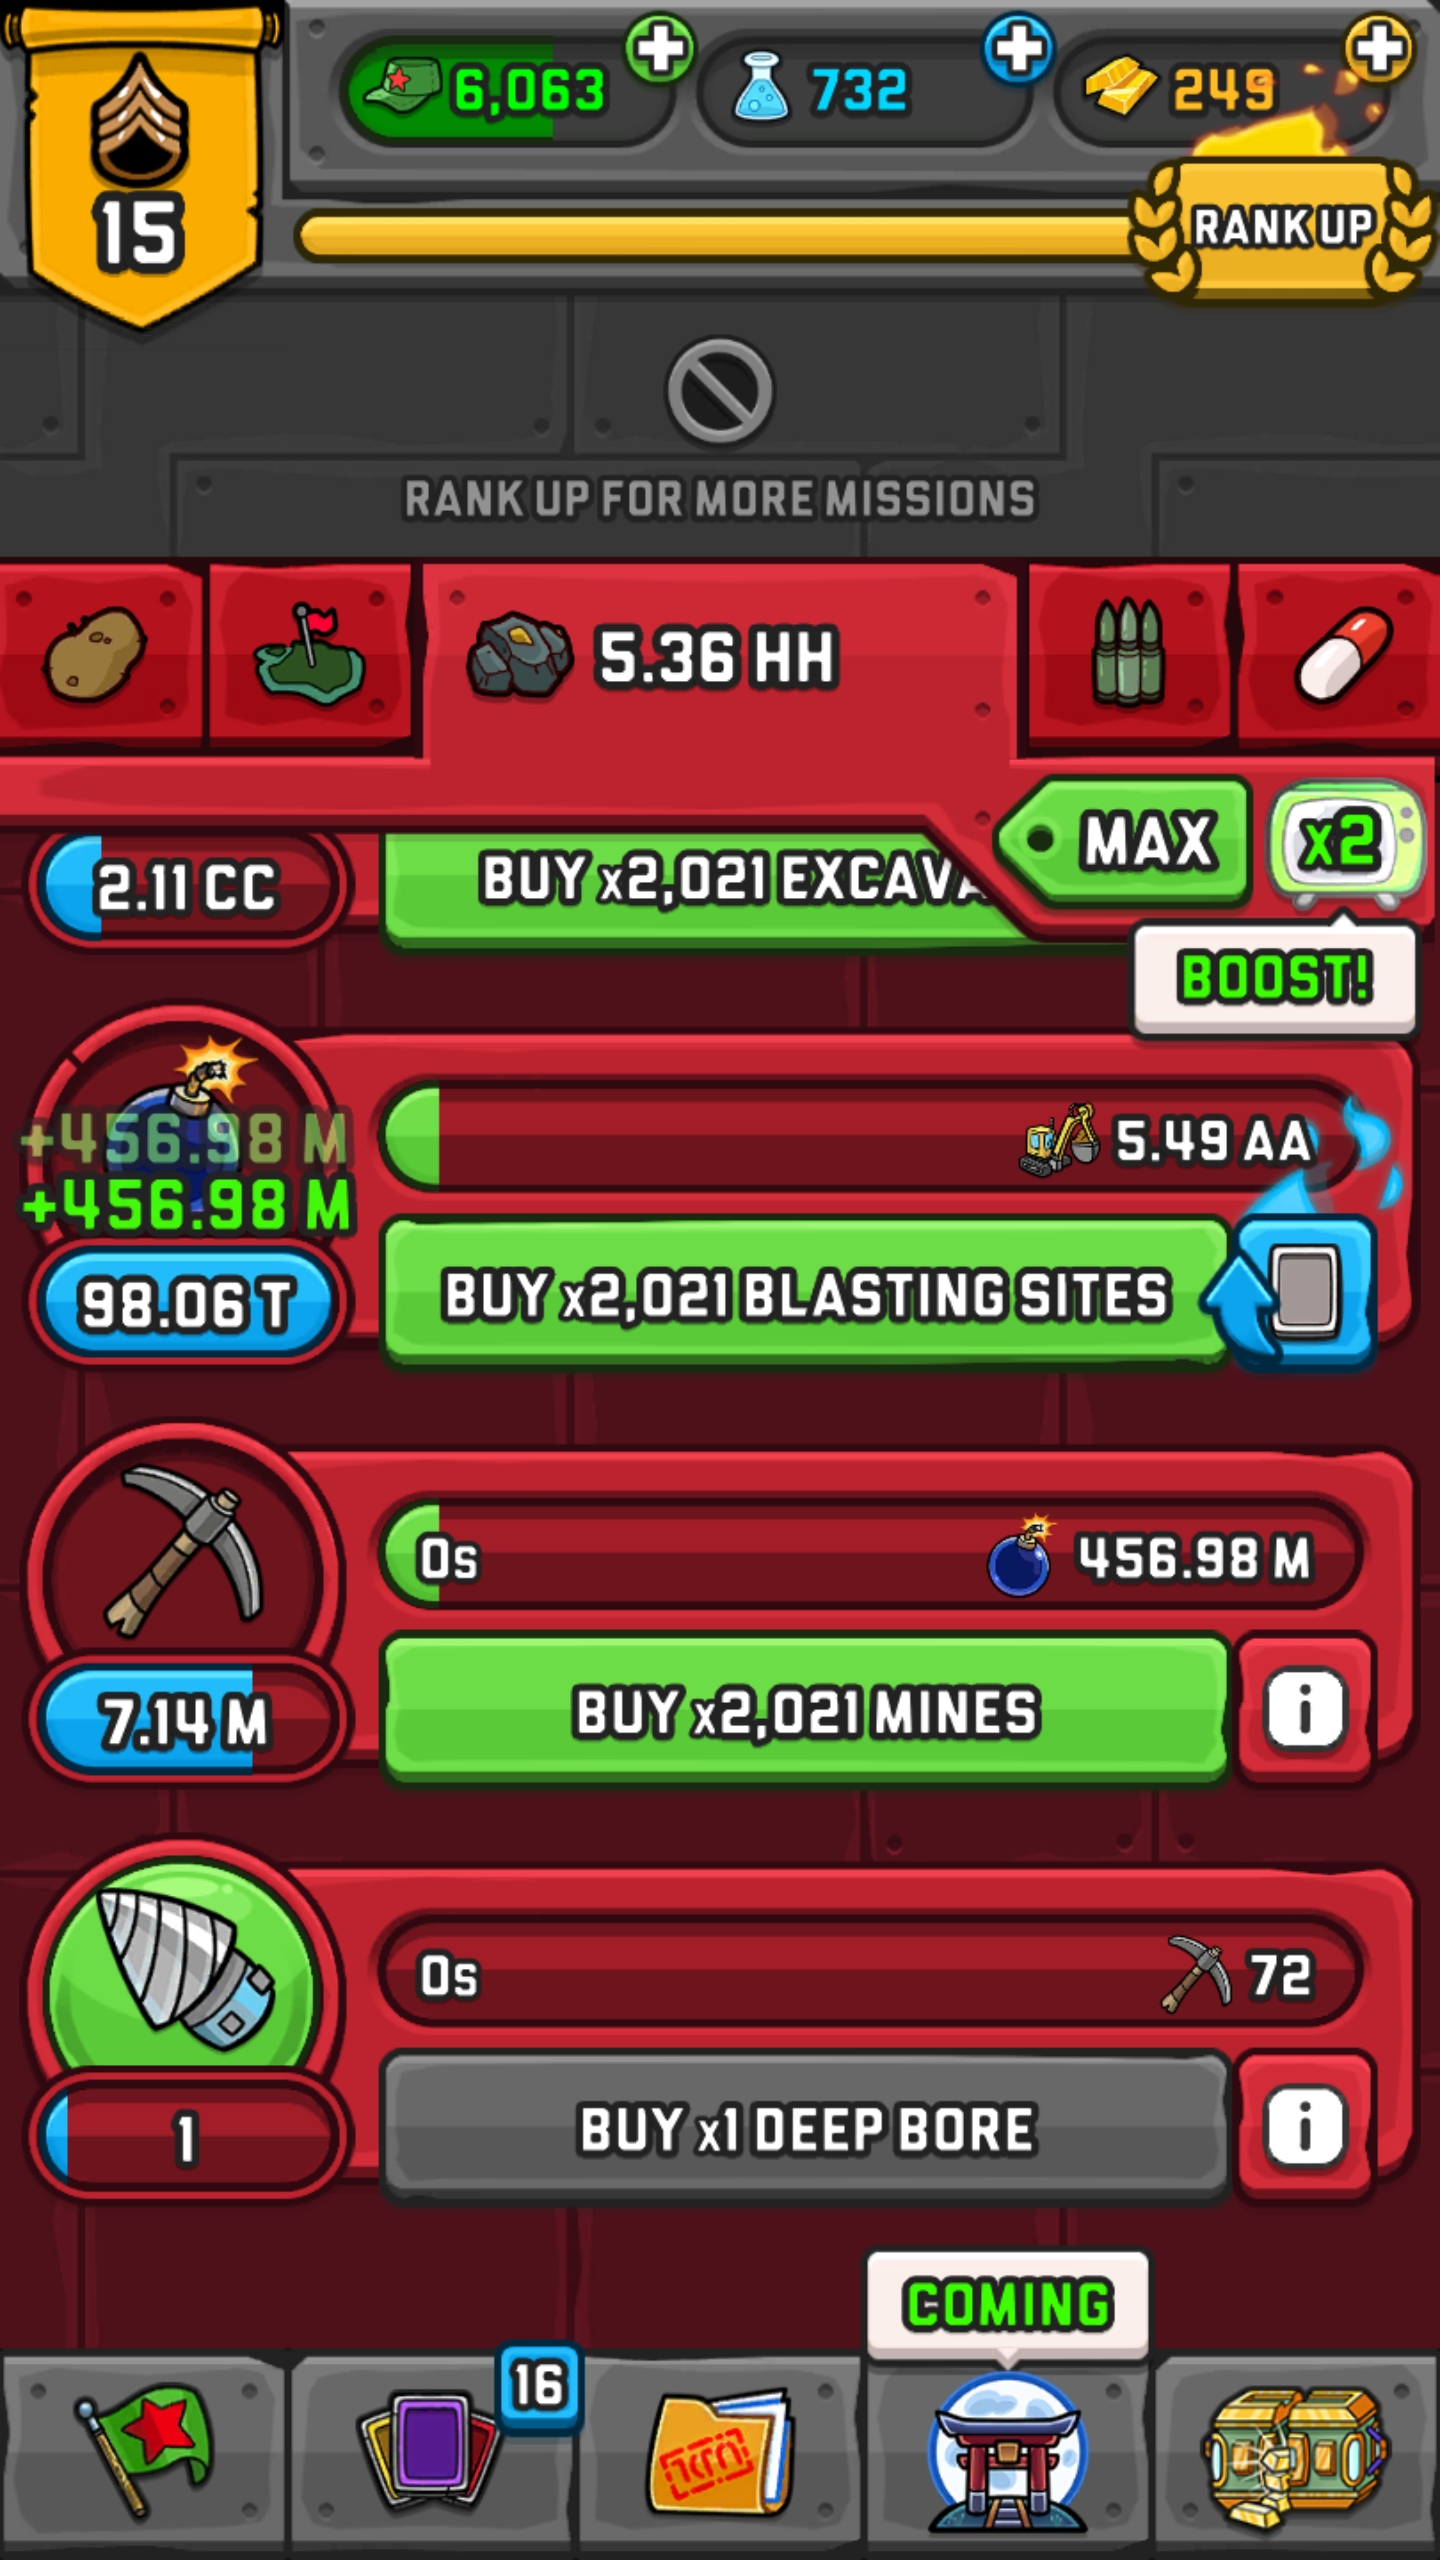 6,063
732
249
15
RANK UP
RANK UP FOR MORE MISSIONS
5.36 HH
MAX
x2
2.11 CC
BUY x2,021 EXCAVA
BOOST!
+456.98 M
+456.98 M
5.49 AA
98.06 T
BUY x2,021 BLASTING SITES
0s
456.98 M
7.14 M
BUY x2,021 MINES
i
0s
72
1
BUY x1 DEEP BORE
i
COMING
16